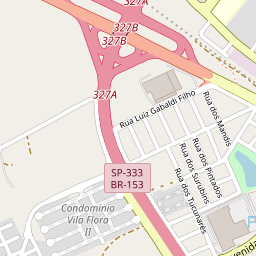 327A
327B
327B
327A
Rua Luiz Gabaldi Filho
Rua dos Mandis
Rua dos Pintados
Rua dos Surubins
Rua dos Tucunarés
SP-333
BR-153
Condomínio
Vila Flora
II